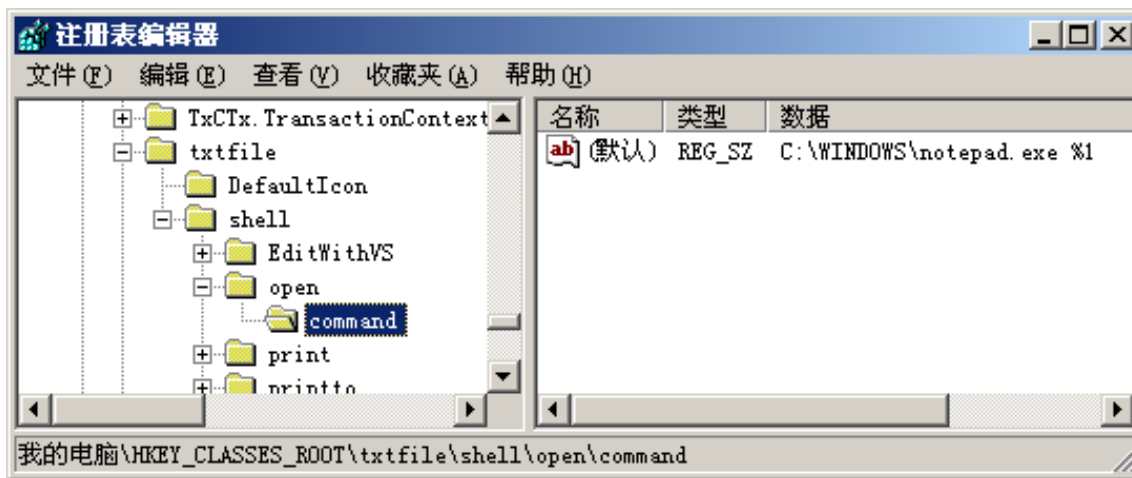 注册表编辑器
文件(F) 编辑(E) 查看(V) 收藏夹(A) 帮助(H)
TxCTx.TransactionContext
txtfile
DefaultIcon
shell
EditWithVS
open
command
print
printto
名称 类型 数据
ab (默认) REG_SZ C:\WINDOWS\notepad.exe %1
我的电脑\HKEY_CLASSES_ROOT\txtfile\shell\open\command